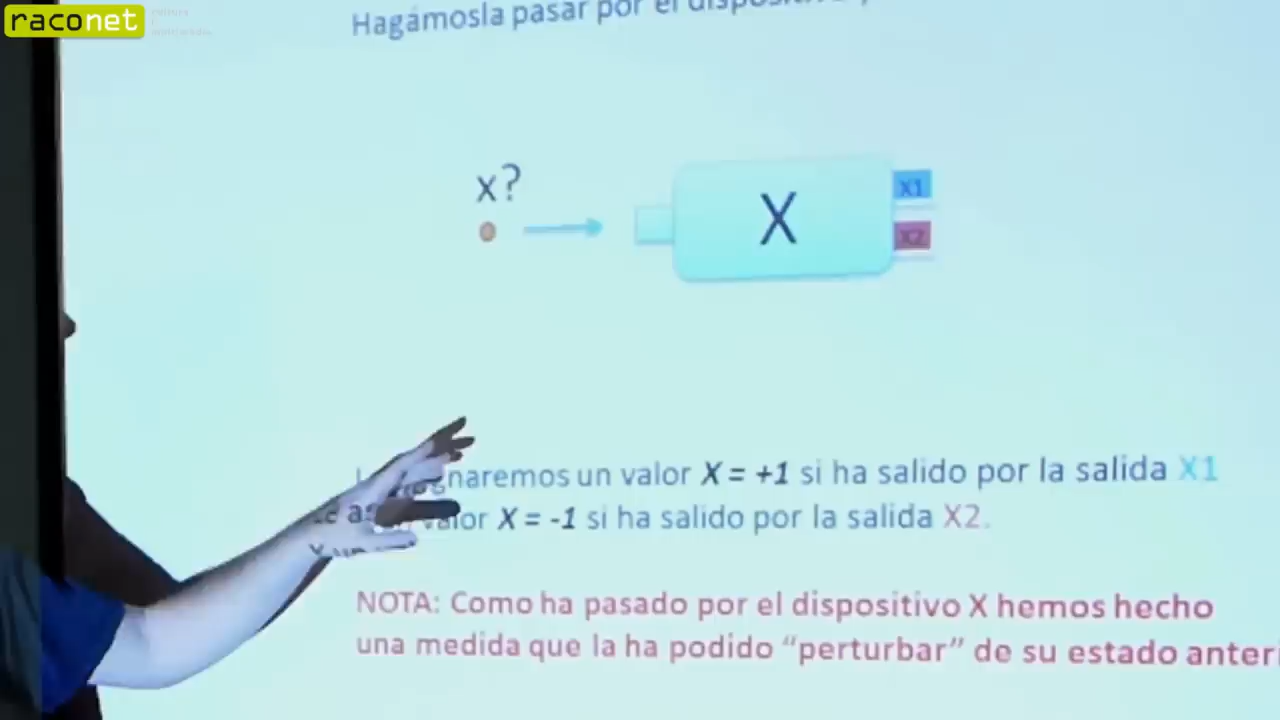 raconet
Hagámosla pasar por el
x?
X
X1
X2
naremos un valor X = +1 si ha salido por la salida X1
valor X = -1 si ha salido por la salida X2.
NOTA: Como ha pasado por el dispositivo X hemos hecho
una medida que la ha podido “perturbar” de su estado anteri